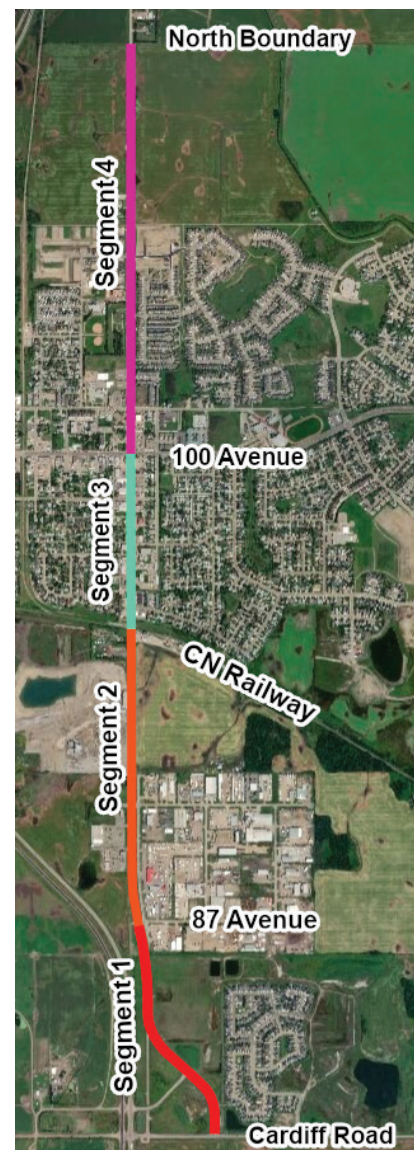 North Boundary
Segment 4
100 Avenue
Segment 3
CN Railway
Segment 2
87 Avenue
Segment 1
Cardiff Road